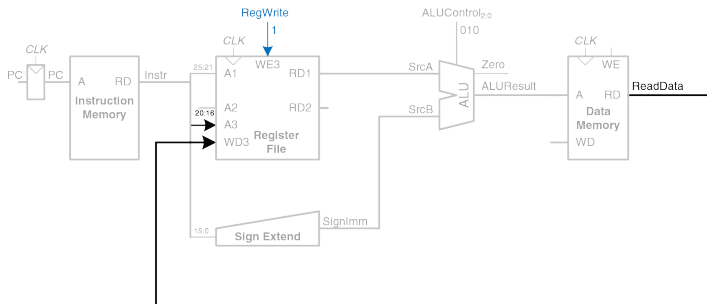 RegWrite
ALUControl2:0
1
010
CLK
CLK
CLK
PC'
PC
A
RD
Instr
25:21
A1
WE3
RD1
SrcA
Zero
WE
ALUResult
ReadData
Instruction
Memory
20:16
A2
RD2
SrcB
ALU
A
RD
A3
Data
Memory
WD3
Register
File
WD
15:0
SignImm
Sign Extend